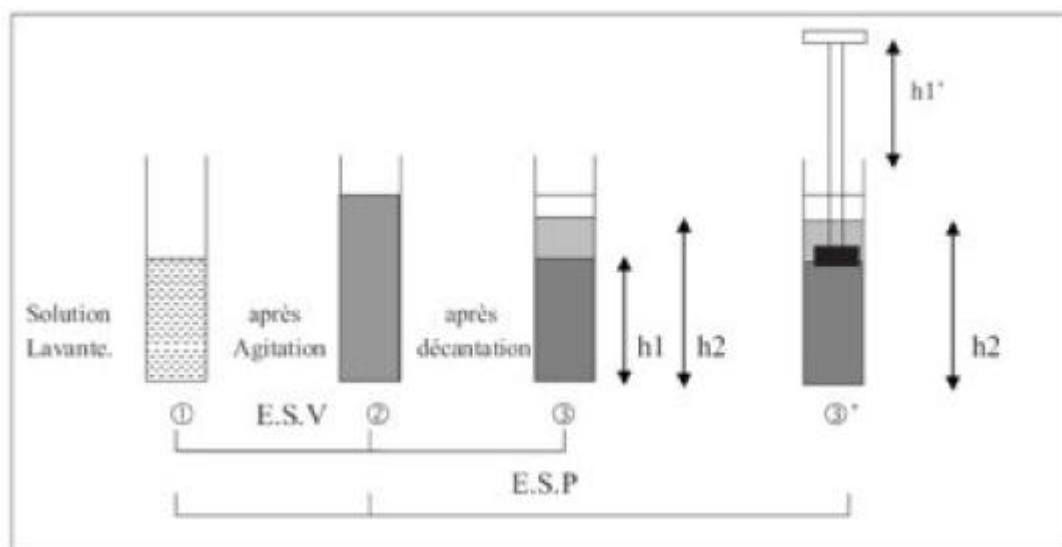 h1'
Solution
Lavante.
après
Agitation
après
décantation
h1
h2
h2
①
E.S.V
②
③
③'
E.S.P